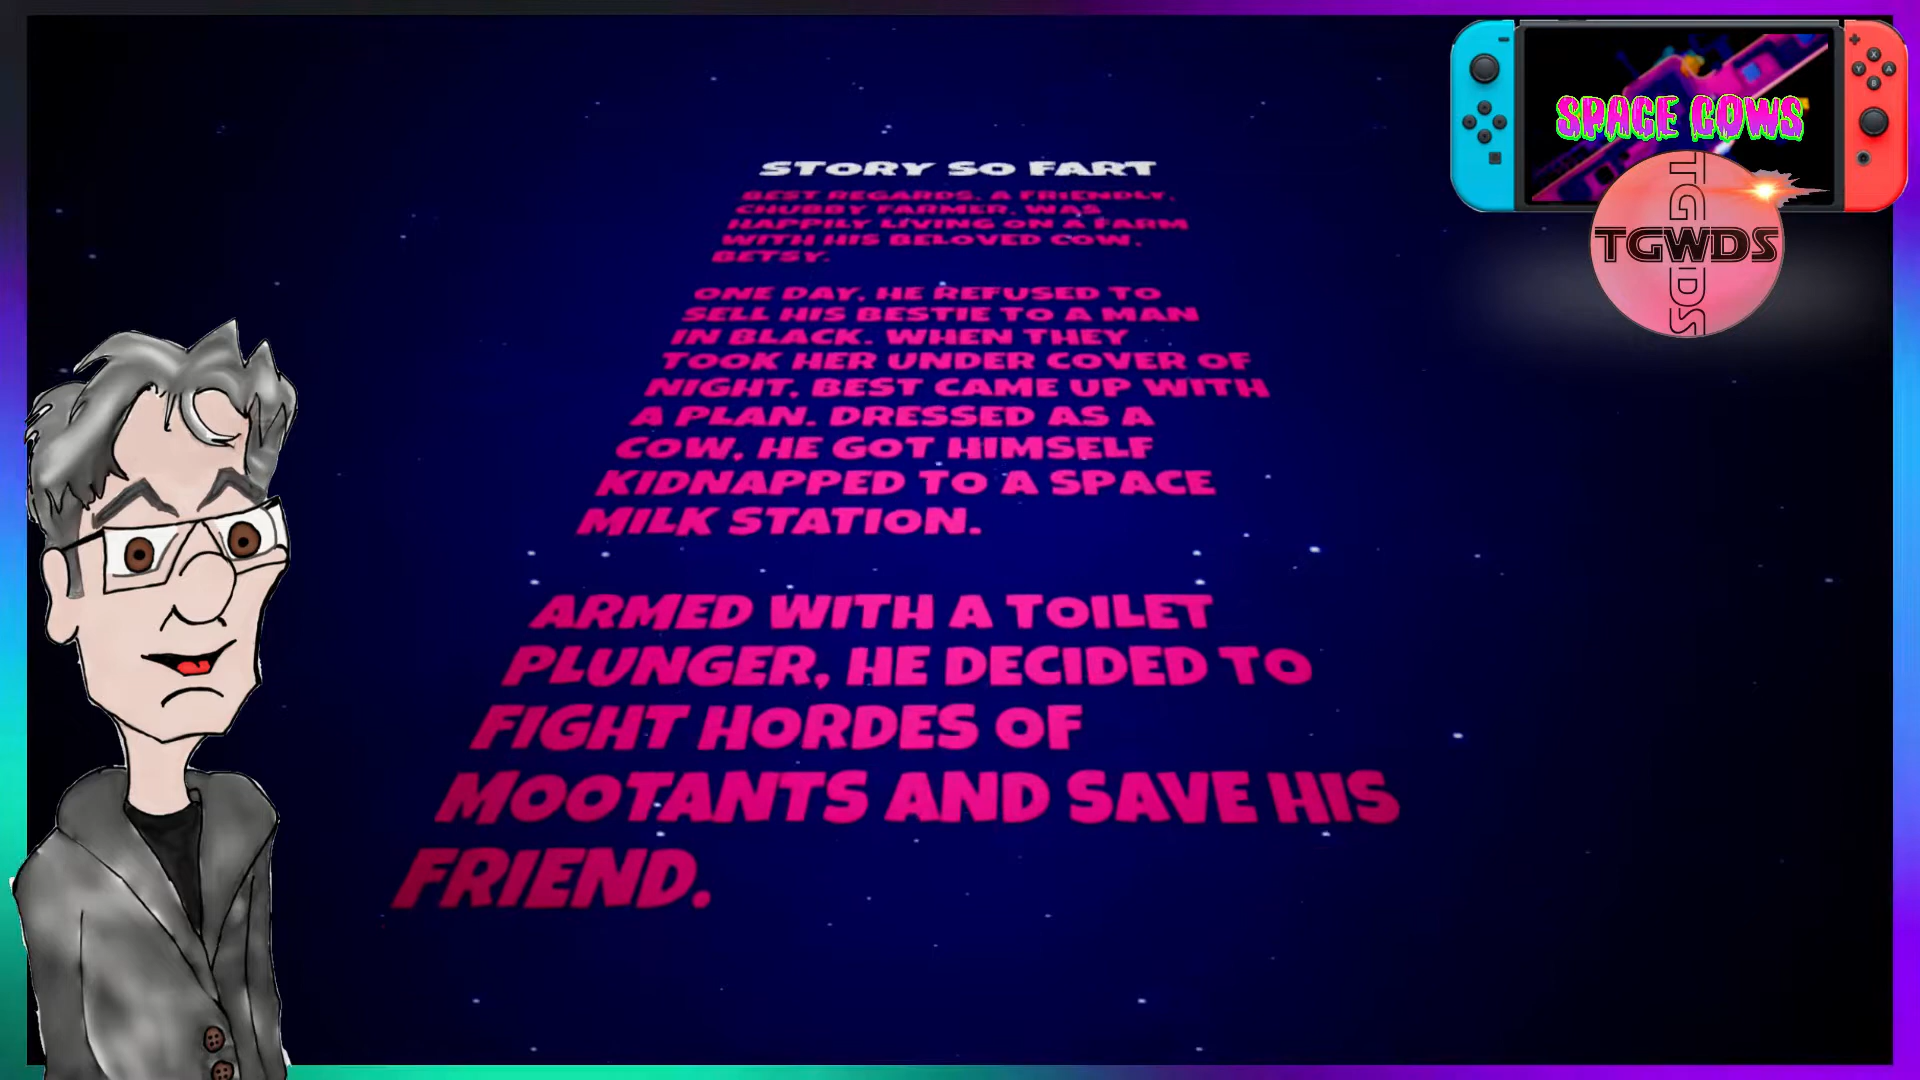 SPACE COWS
TGWDS
TGWDS
STORY SO FART
BEST REGARDS, A FRIENDLY,
CHUBBY FARMER, WAS
HAPPILY LIVING ON A FARM
WITH HIS BELOVED COW,
BETSY.
ONE DAY, HE REFUSED TO
SELL HIS BESTIE TO A MAN
IN BLACK. WHEN THEY
TOOK HER UNDER COVER OF
NIGHT, BEST CAME UP WITH
A PLAN. DRESSED AS A
COW, HE GOT HIMSELF
KIDNAPPED TO A SPACE
MILK STATION.
ARMED WITH A TOILET
PLUNGER, HE DECIDED TO
FIGHT HORDES OF
MOOTANTS AND SAVE HIS
FRIEND.